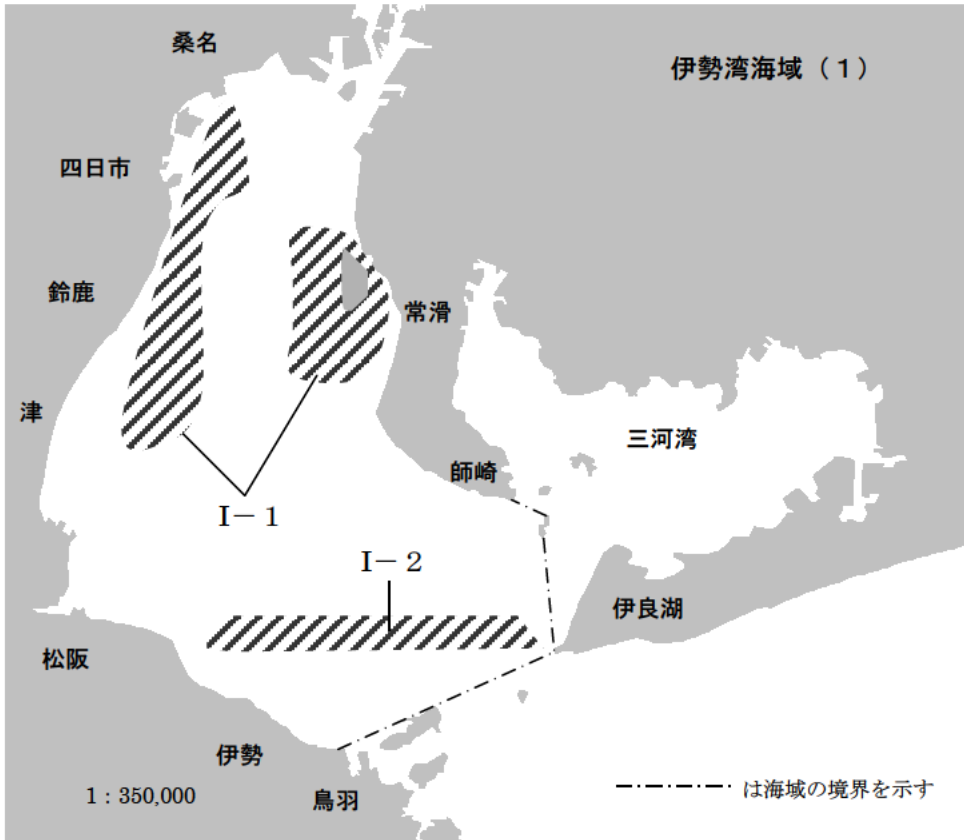 桑名
伊勢湾海域（1）
四日市
鈴鹿
常滑
津
三河湾
師崎
I－1
I－2
伊良湖
松阪
伊勢
1：350,000
鳥羽
は海域の境界を示す